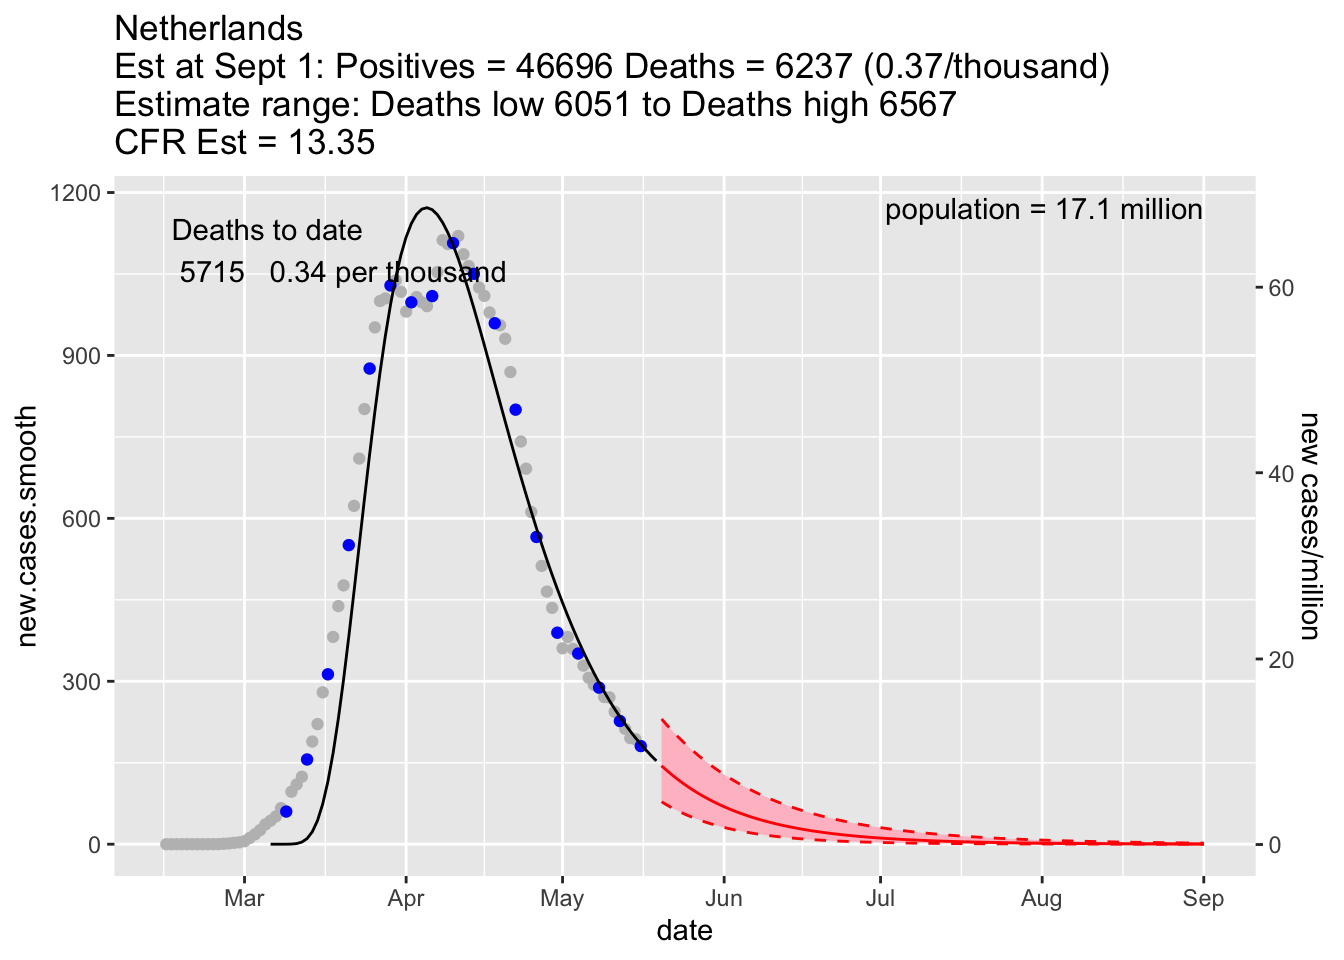 Netherlands
Est at Sept 1: Positives = 46696 Deaths = 6237 (0.37/thousand)
Estimate range: Deaths low 6051 to Deaths high 6567
CFR Est = 13.35
population = 17.1 million
Deaths to date
5715 0.34 per thousand
new.cases.smooth
1200
900
600
300
0
60
40
20
0
new cases/million
Mar Apr May Jun Jul Aug Sep
date